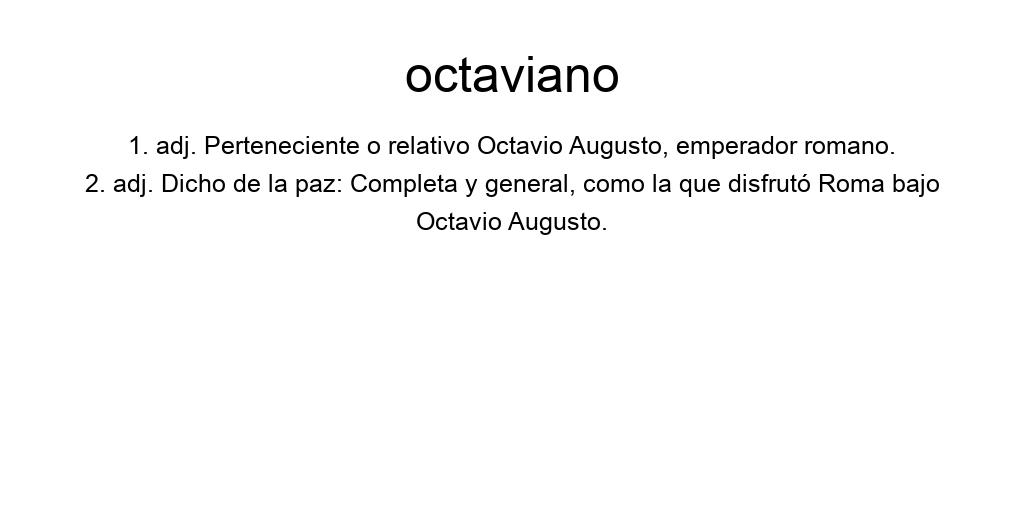 octaviano
1. adj. Perteneciente o relativo Octavio Augusto, emperador romano.
2. adj. Dicho de la paz: Completa y general, como la que disfrutó Roma bajo
Octavio Augusto.